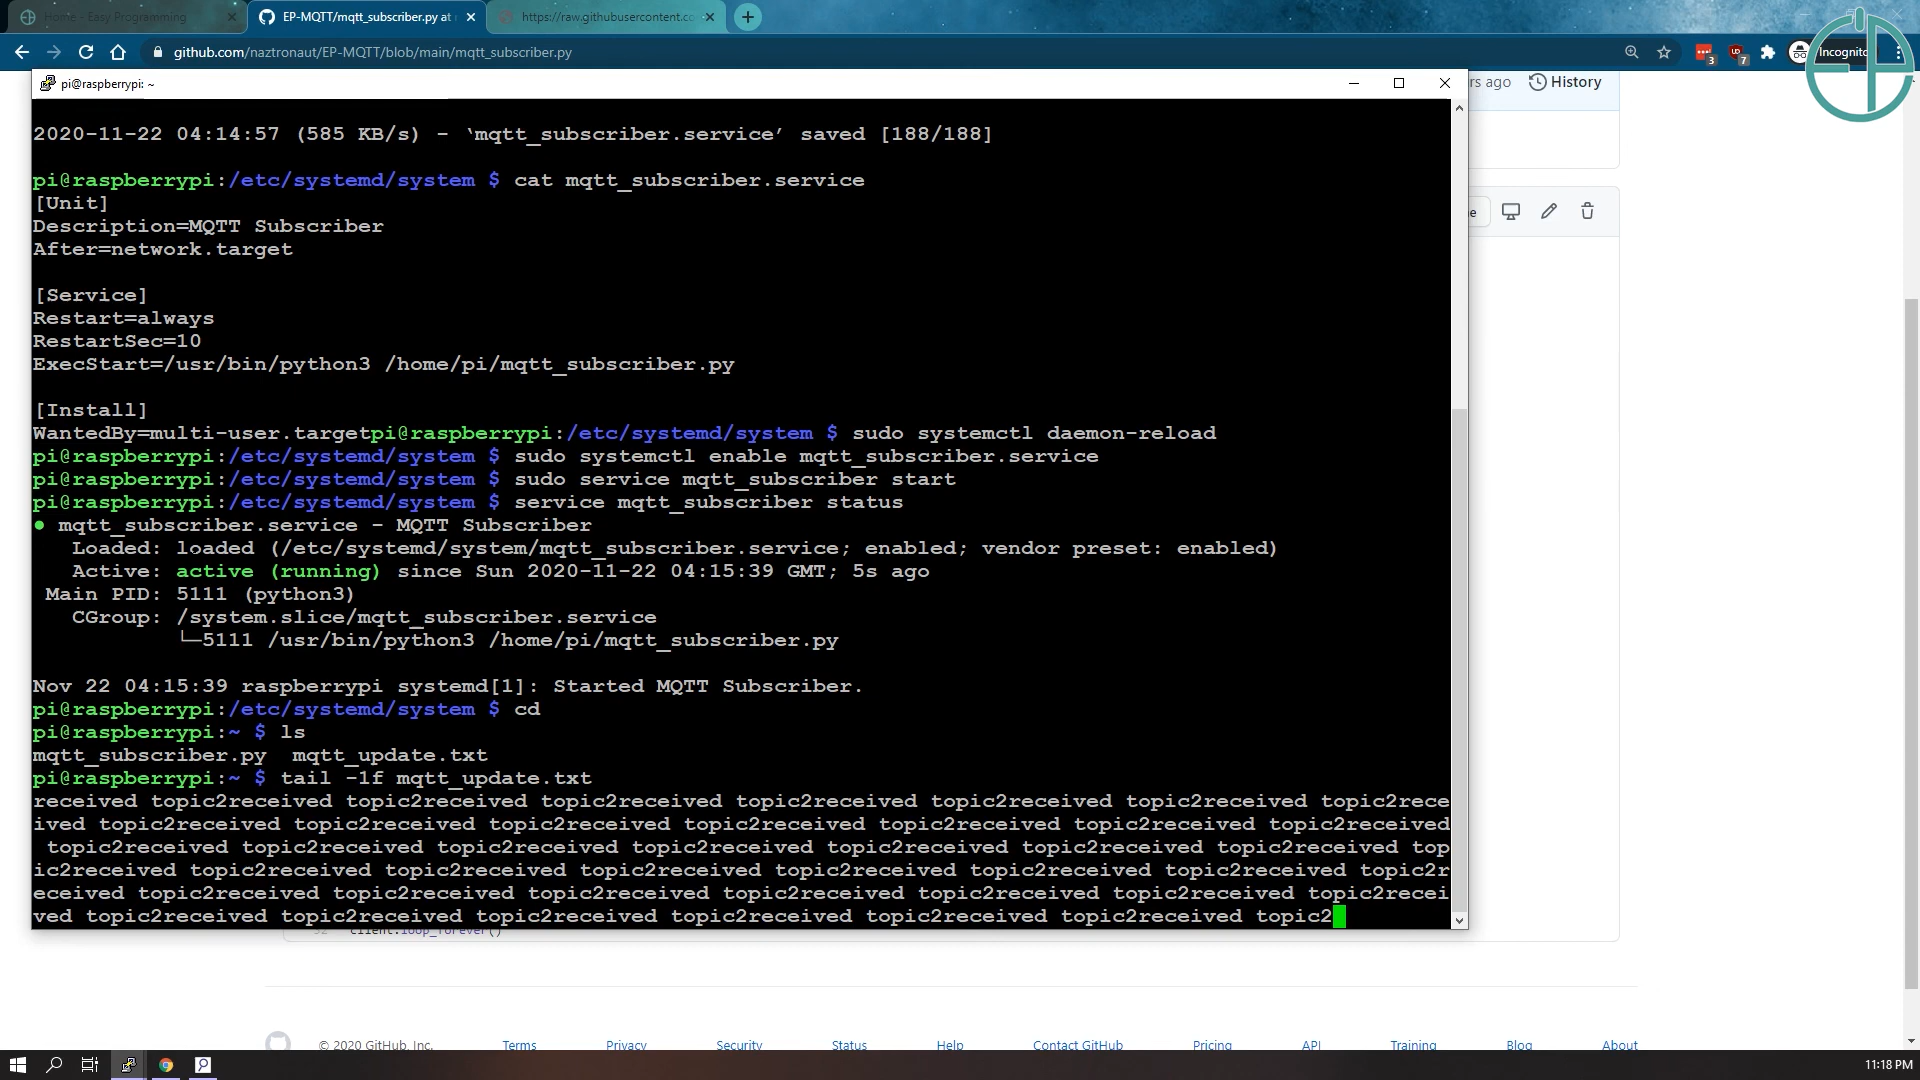 Home - Easy Programming
EP-MQTT/mqtt_subscriber.py at
https://raw.githubusercontent.co
github.com/naztronaut/EP-MQTT/blob/main/mqtt_subscriber.py
3
7
Incognito
pi@raspberrypi: ~
rs ago
History
2020-11-22 04:14:57 (585 KB/s) - ‘mqtt_subscriber.service’ saved [188/188]
pi@raspberrypi:/etc/systemd/system $ cat mqtt_subscriber.service
[Unit]
Description=MQTT Subscriber
After=network.target
[Service]
Restart=always
RestartSec=10
ExecStart=/usr/bin/python3 /home/pi/mqtt_subscriber.py
[Install]
WantedBy=multi-user.targetpi@raspberrypi:/etc/systemd/system $ sudo systemctl daemon-reload
pi@raspberrypi:/etc/systemd/system $ sudo systemctl enable mqtt_subscriber.service
pi@raspberrypi:/etc/systemd/system $ sudo service mqtt_subscriber start
pi@raspberrypi:/etc/systemd/system $ service mqtt_subscriber status
● mqtt_subscriber.service - MQTT Subscriber
Loaded: loaded (/etc/systemd/system/mqtt_subscriber.service; enabled; vendor preset: enabled)
Active: active (running) since Sun 2020-11-22 04:15:39 GMT; 5s ago
Main PID: 5111 (python3)
CGroup: /system.slice/mqtt_subscriber.service
└─5111 /usr/bin/python3 /home/pi/mqtt_subscriber.py
Nov 22 04:15:39 raspberrypi systemd[1]: Started MQTT Subscriber.
pi@raspberrypi:/etc/systemd/system $ cd
pi@raspberrypi:~ $ ls
mqtt_subscriber.py  mqtt_update.txt
pi@raspberrypi:~ $ tail -1f mqtt_update.txt
received topic2received topic2received topic2received topic2received topic2received topic2received topic2rece
ived topic2received topic2received topic2received topic2received topic2received topic2received topic2received
topic2received topic2received topic2received topic2received topic2received topic2received topic2received top
ic2received topic2received topic2received topic2received topic2received topic2received topic2received topic2r
eceived topic2received topic2received topic2received topic2received topic2received topic2received topic2recei
ved topic2received topic2received topic2received topic2received topic2received topic2received topic2
32 client.loop_forever()
© 2020 GitHub, Inc.
Terms
Privacy
Security
Status
Help
Contact GitHub
Pricing
API
Training
Blog
About
11:18 PM